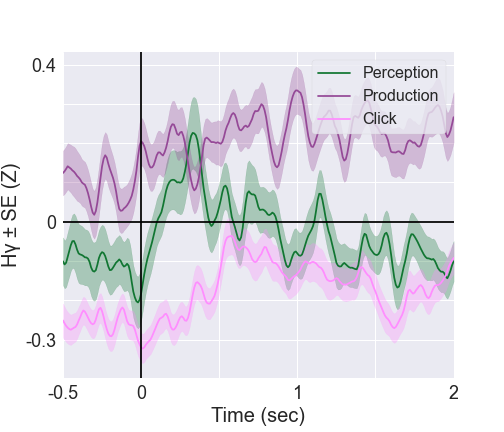 Perception
Production
Click
0.4
0
-0.3
Hγ ± SE (Z)
-0.5
0
1
2
Time (sec)